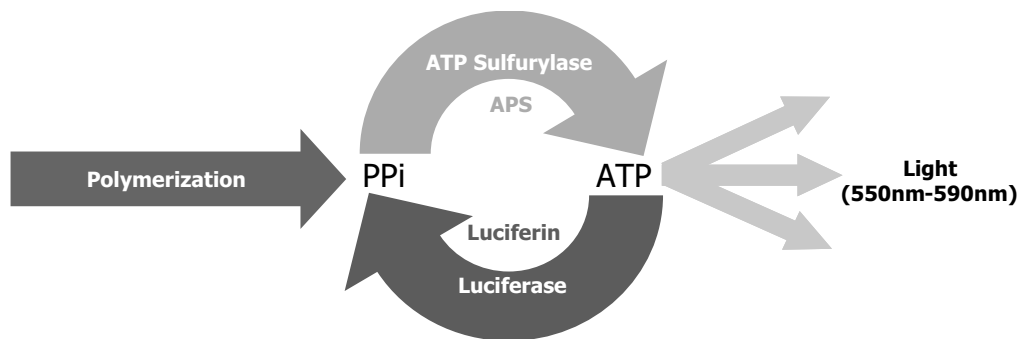 ATP Sulfurylase
APS
Polymerization
PPi
ATP
Light
(550nm-590nm)
Luciferin
Luciferase